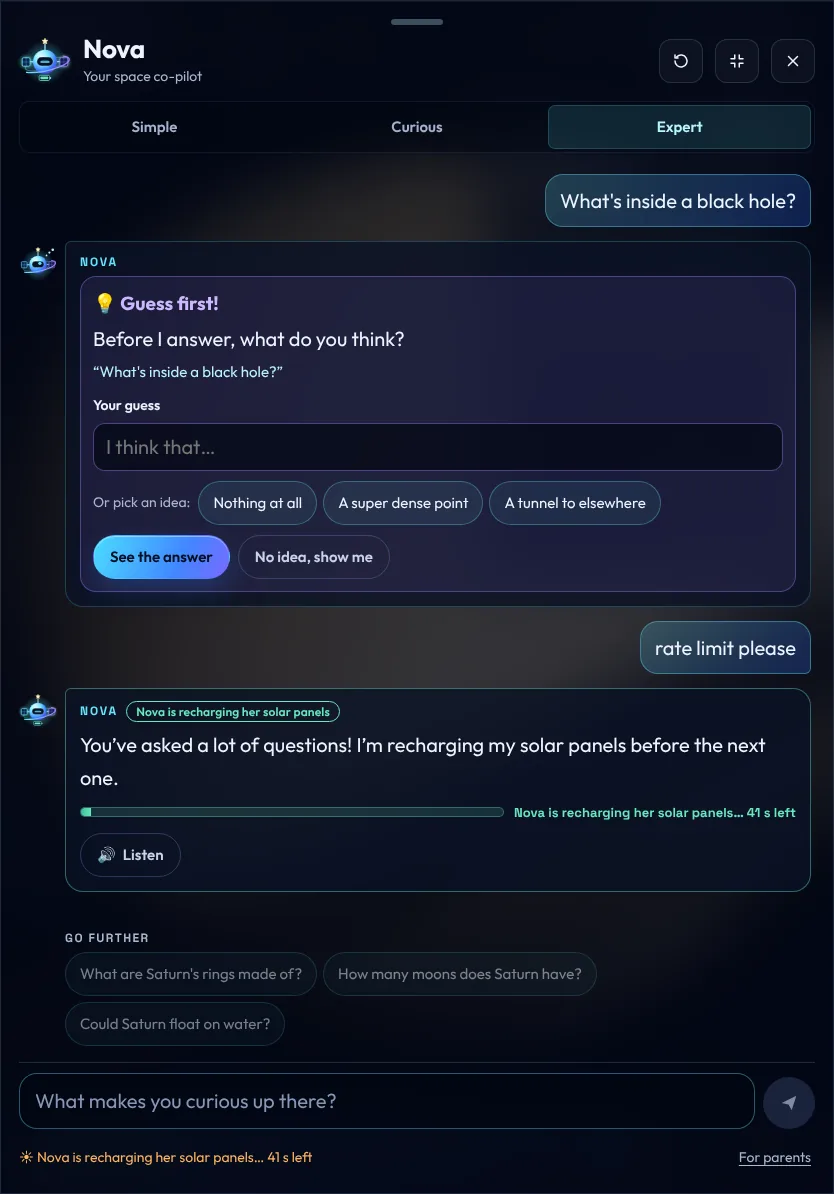 Nova
Your space co-pilot
Simple
Curious
Expert
What's inside a black hole?
NOVA
💡 Guess first!
Before I answer, what do you think?
“What's inside a black hole?”
Your guess
I think that…
Or pick an idea:
Nothing at all
A super dense point
A tunnel to elsewhere
See the answer
No idea, show me
rate limit please
NOVA
Nova is recharging her solar panels
You’ve asked a lot of questions! I’m recharging my solar panels before the next
one.
Nova is recharging her solar panels… 41 s left
🔊 Listen
GO FURTHER
What are Saturn's rings made of?
How many moons does Saturn have?
Could Saturn float on water?
What makes you curious up there?
☀ Nova is recharging her solar panels… 41 s left
For parents